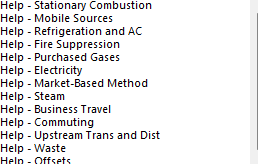 Help - Stationary Combustion
Help - Mobile Sources
Help - Refrigeration and AC
Help - Fire Suppression
Help - Purchased Gases
Help - Electricity
Help - Market-Based Method
Help - Steam
Help - Business Travel
Help - Commuting
Help - Upstream Trans and Dist
Help - Waste
Help - Offsets